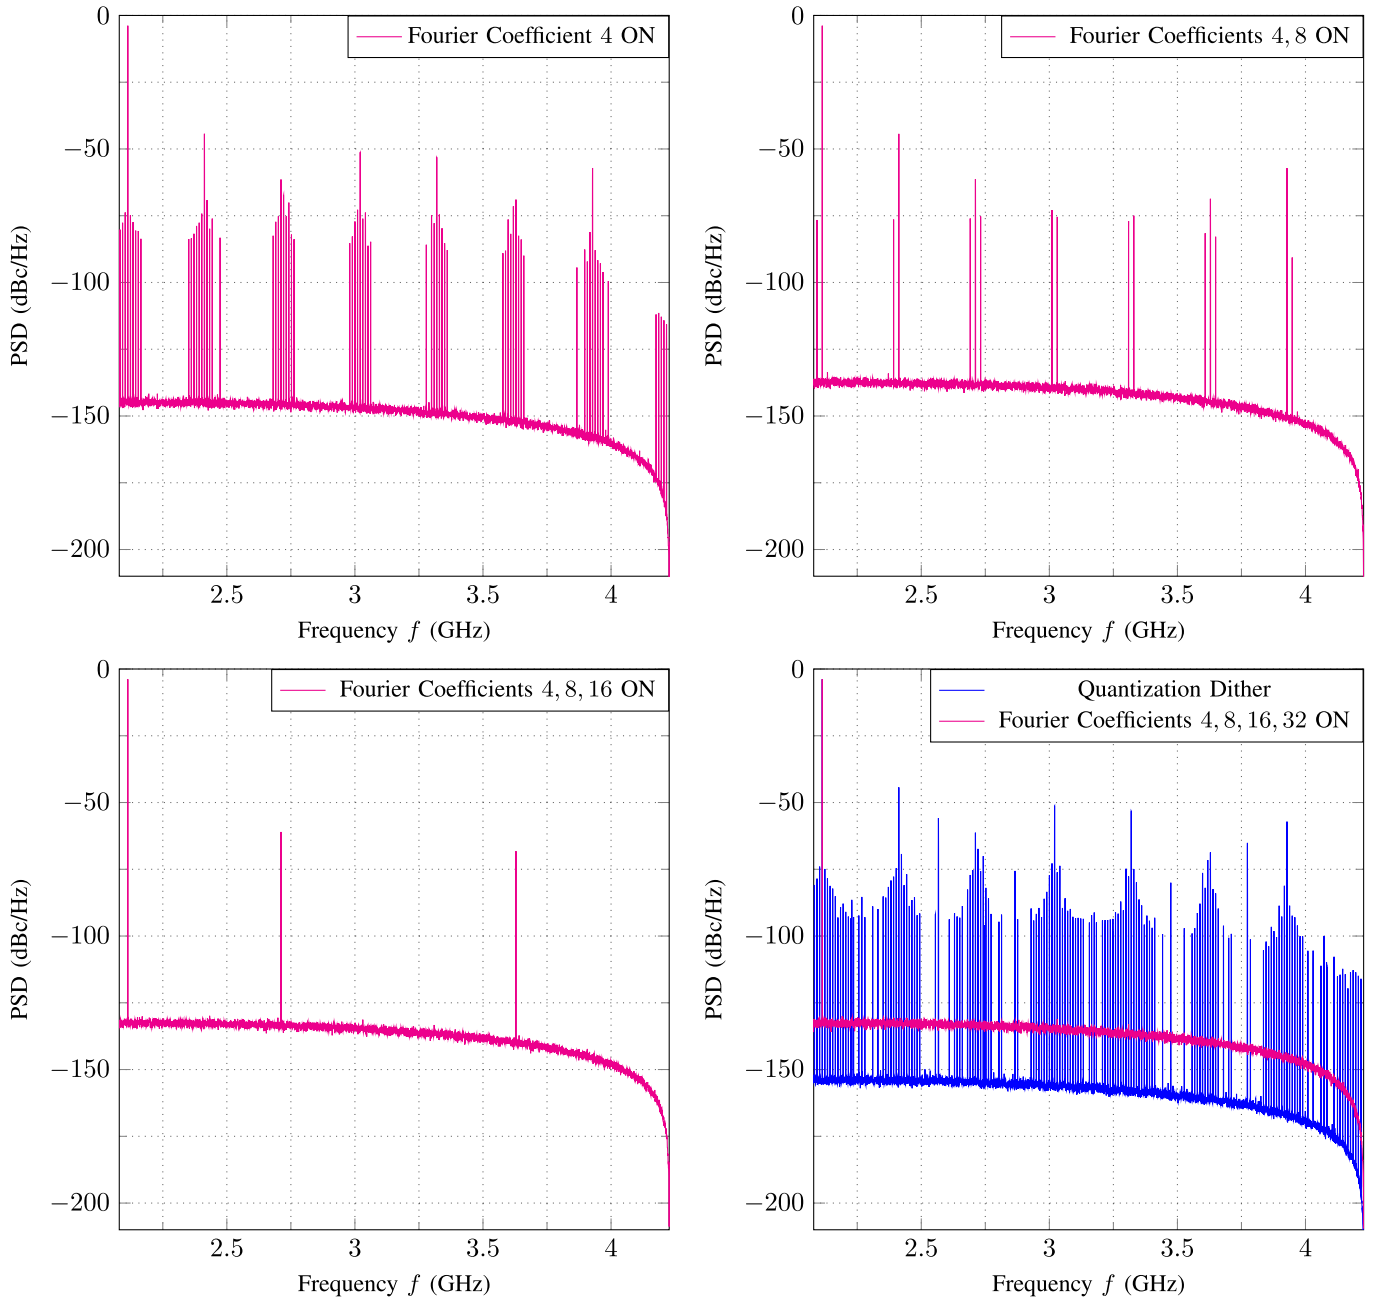 Fourier Coefficient 4 ON
0
−50
−100
−150
−200
PSD (dBc/Hz)
2.5 3 3.5 4
Frequency f (GHz)
Fourier Coefficients 4, 8 ON
0
−50
−100
−150
−200
PSD (dBc/Hz)
2.5 3 3.5 4
Frequency f (GHz)
Fourier Coefficients 4, 8, 16 ON
0
−50
−100
−150
−200
PSD (dBc/Hz)
2.5 3 3.5 4
Frequency f (GHz)
Quantization Dither
Fourier Coefficients 4, 8, 16, 32 ON
0
−50
−100
−150
−200
PSD (dBc/Hz)
2.5 3 3.5 4
Frequency f (GHz)